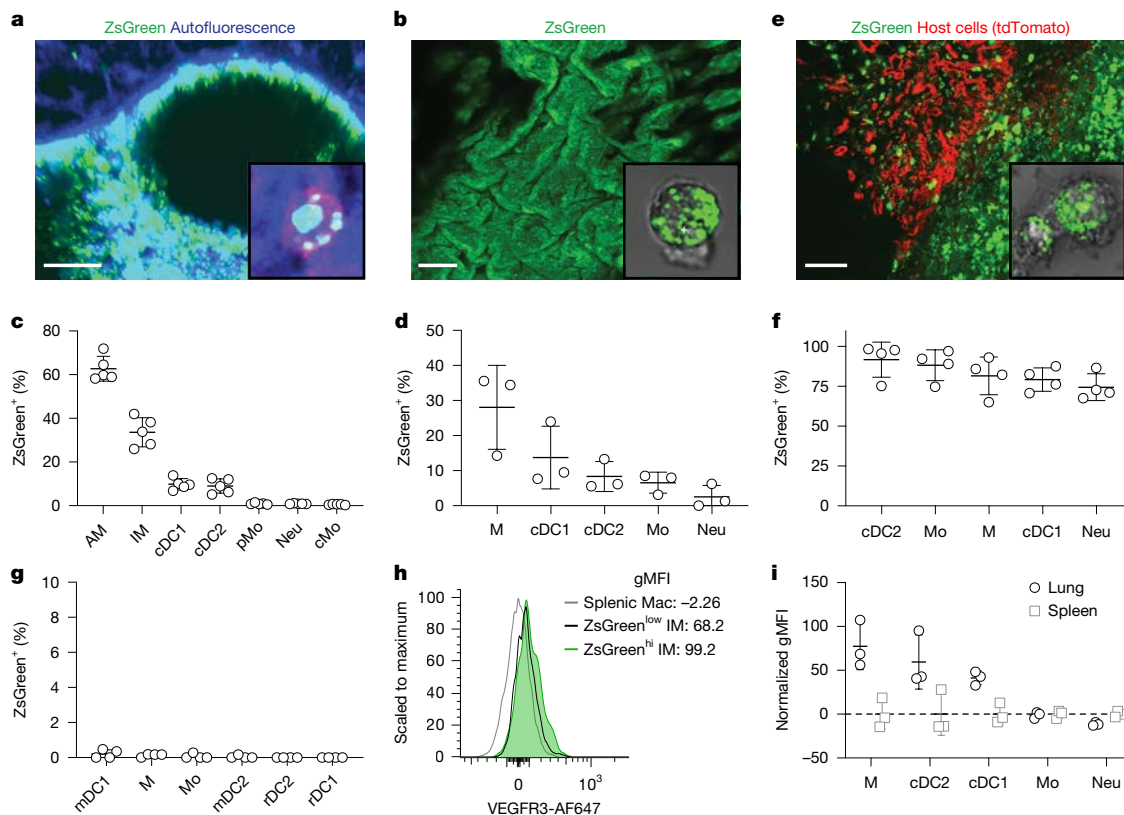 a
ZsGreen Autofluorescence
b
ZsGreen
e
ZsGreen Host cells (tdTomato)
c
ZsGreen+ (%)
80
60
40
20
0
AM
IM
cDC1
cDC2
pMo
Neu
cMo
d
ZsGreen+ (%)
50
40
30
20
10
0
M
cDC1
cDC2
Mo
Neu
f
ZsGreen+ (%)
100
75
50
25
0
cDC2
Mo
M
cDC1
Neu
g
ZsGreen+ (%)
10
8
6
4
2
0
mDC1
M
Mo
mDC2
rDC2
rDC1
h
gMFI
Splenic Mac: –2.26
ZsGreenlow IM: 68.2
ZsGreenhi IM: 99.2
Scaled to maximum
100
80
60
40
20
0
0
10³
VEGFR3-AF647
i
Lung
Spleen
Normalized gMFI
150
100
50
0
–50
M
cDC2
cDC1
Mo
Neu